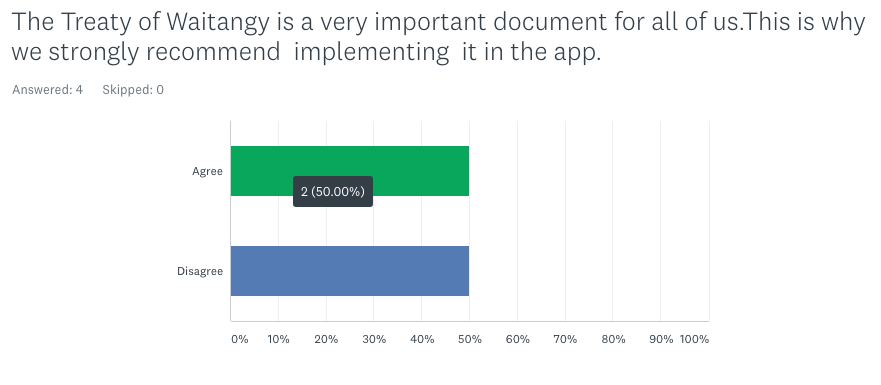 The Treaty of Waitangy is a very important document for all of us.This is why
we strongly recommend  implementing  it in the app.
Answered: 4 Skipped: 0
Agree
2 (50.00%)
Disagree
0% 10% 20% 30% 40% 50% 60% 70% 80% 90% 100%